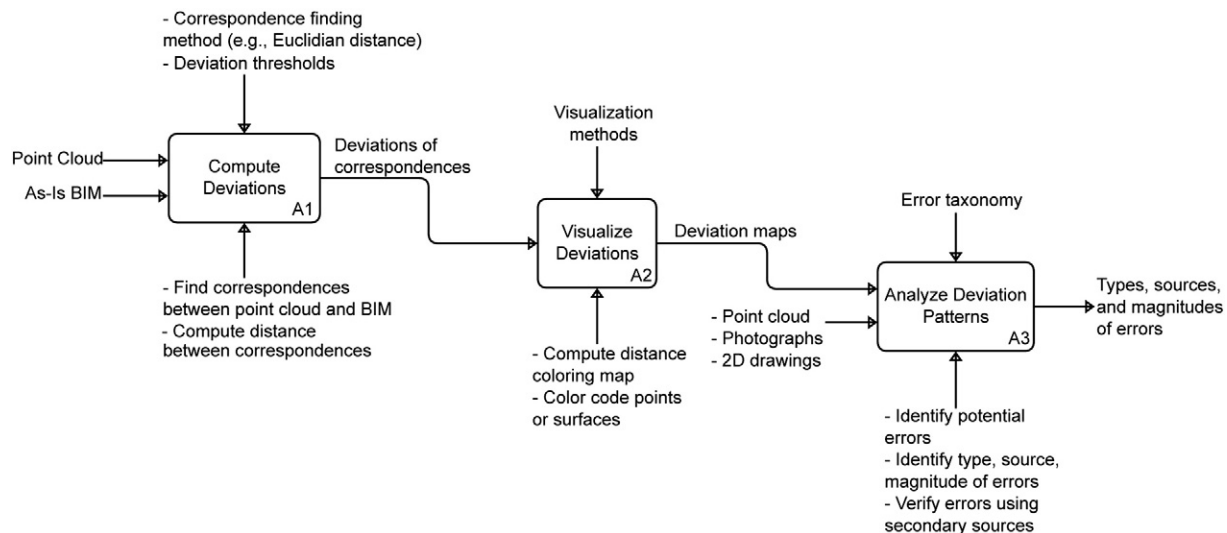 - Correspondence finding
method (e.g., Euclidian distance)
- Deviation thresholds
Point Cloud
As-Is BIM
Compute
Deviations
A1
Deviations of
correspondences
- Find correspondences
between point cloud and BIM
- Compute distance
between correspondences
Visualization
methods
Visualize
Deviations
A2
Deviation maps
- Compute distance
coloring map
- Color code points
or surfaces
Error taxonomy
- Point cloud
- Photographs
- 2D drawings
Analyze Deviation
Patterns
A3
Types, sources,
and magnitudes
of errors
- Identify potential
errors
- Identify type, source,
magnitude of errors
- Verify errors using
secondary sources